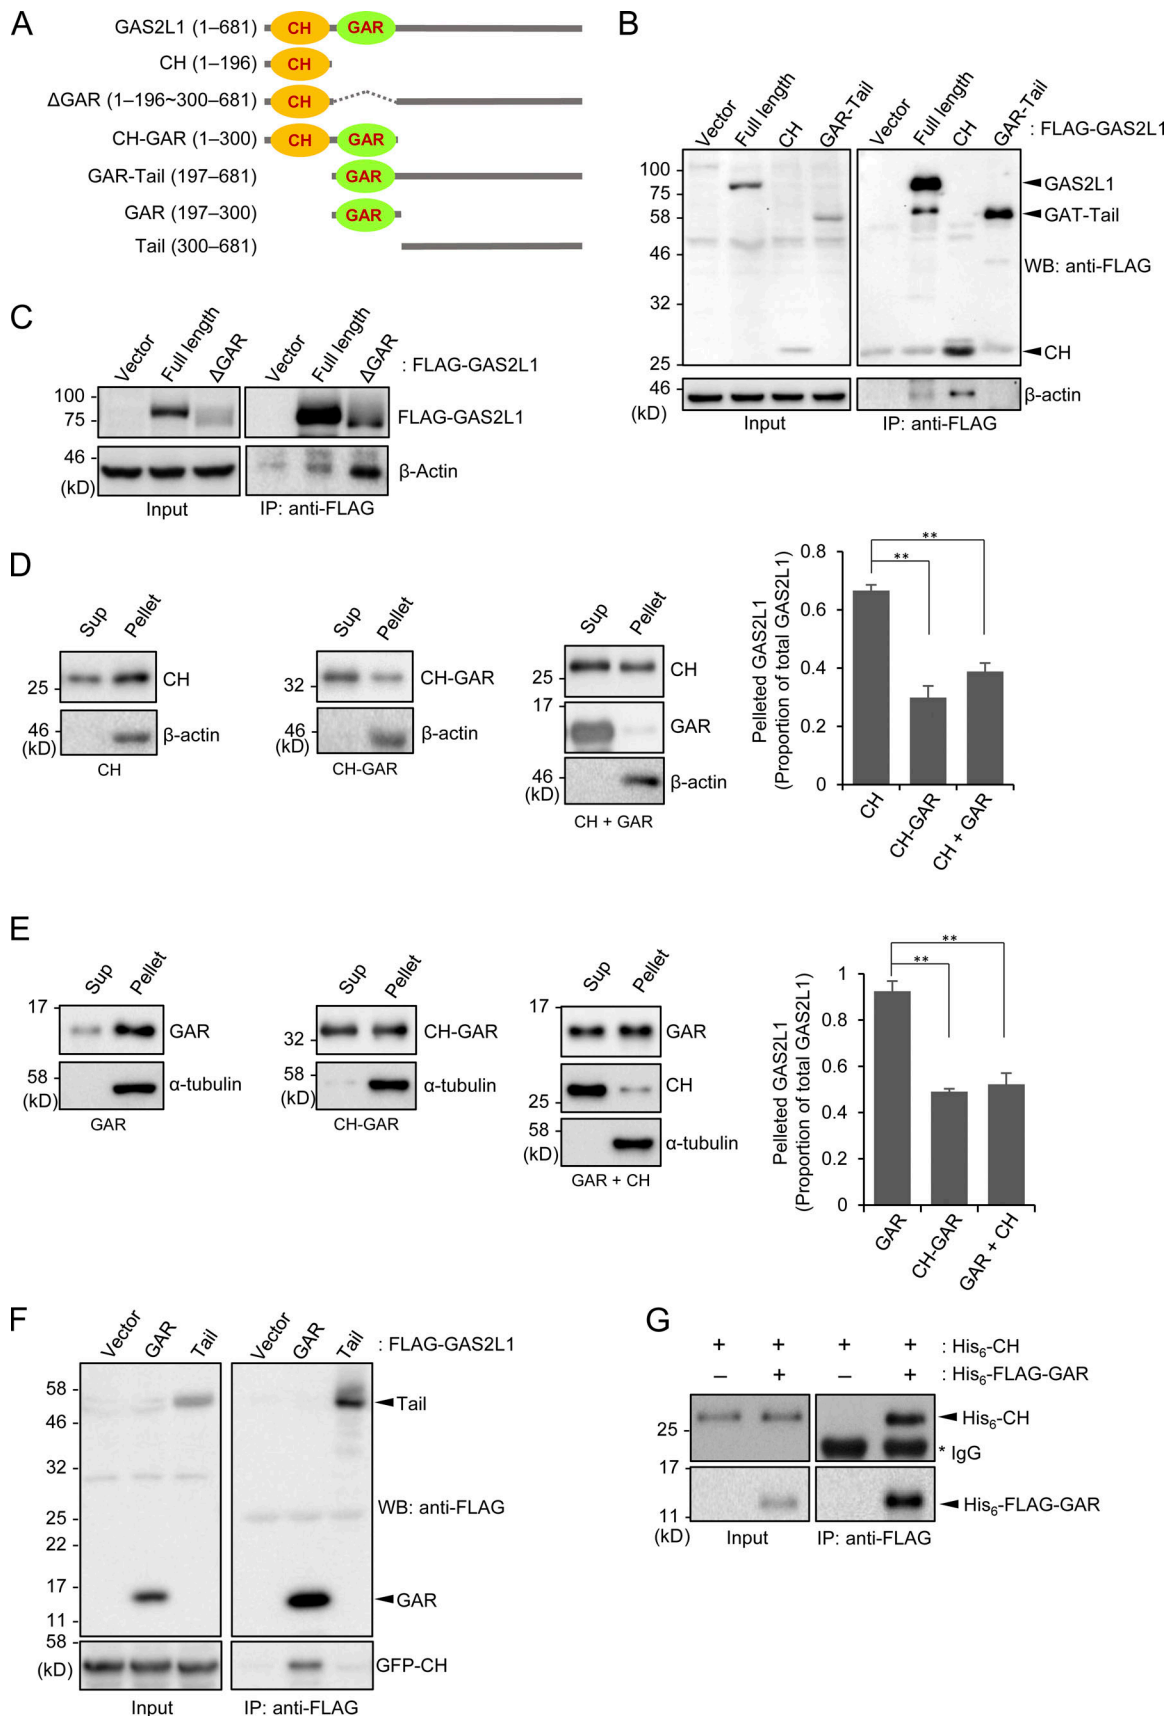 A
GAS2L1 (1–681)
CH
GAR
CH (1–196)
CH
ΔGAR (1–196~300–681)
CH
CH-GAR (1–300)
CH
GAR
GAR-Tail (197–681)
GAR
GAR (197–300)
GAR
Tail (300–681)
B
Vector
Full length
CH
GAR-Tail
Vector
Full length
CH
GAR-Tail
: FLAG-GAS2L1
100
75
58
46
32
25
46
(kD)
GAS2L1
GAT-Tail
WB: anti-FLAG
CH
β-actin
Input
IP: anti-FLAG
C
Vector
Full length
ΔGAR
Vector
Full length
ΔGAR
: FLAG-GAS2L1
100
75
46
(kD)
FLAG-GAS2L1
β-Actin
Input
IP: anti-FLAG
D
Sup
Pellet
25
46
(kD)
CH
β-actin
CH
Sup
Pellet
32
46
(kD)
CH-GAR
β-actin
CH-GAR
Sup
Pellet
25
17
46
(kD)
CH
GAR
β-actin
CH + GAR
Pelleted GAS2L1
(Proportion of total GAS2L1)
0.8
0.6
0.4
0.2
0
**
**
CH
CH-GAR
CH + GAR
E
Sup
Pellet
17
58
(kD)
GAR
α-tubulin
GAR
Sup
Pellet
32
58
(kD)
CH-GAR
α-tubulin
CH-GAR
Sup
Pellet
17
25
58
(kD)
GAR
CH
α-tubulin
GAR + CH
Pelleted GAS2L1
(Proportion of total GAS2L1)
1
0.8
0.6
0.4
0.2
0
**
**
GAR
CH-GAR
GAR + CH
F
Vector
GAR
Tail
Vector
GAR
Tail
: FLAG-GAS2L1
58
46
32
25
22
17
11
58
(kD)
Tail
WB: anti-FLAG
GAR
GFP-CH
Input
IP: anti-FLAG
G
+ + + + : His6-CH
– + – + : His6-FLAG-GAR
25
17
11
(kD)
His6-CH
* IgG
His6-FLAG-GAR
Input
IP: anti-FLAG